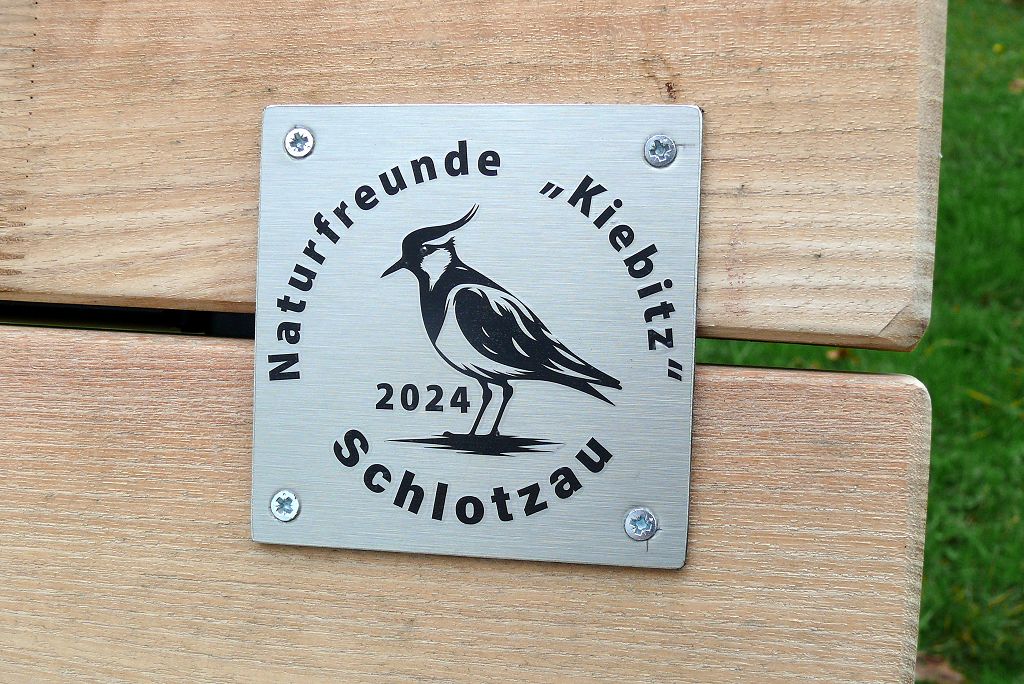 Naturfreunde „Kiebitz"
2024
Schlotzau